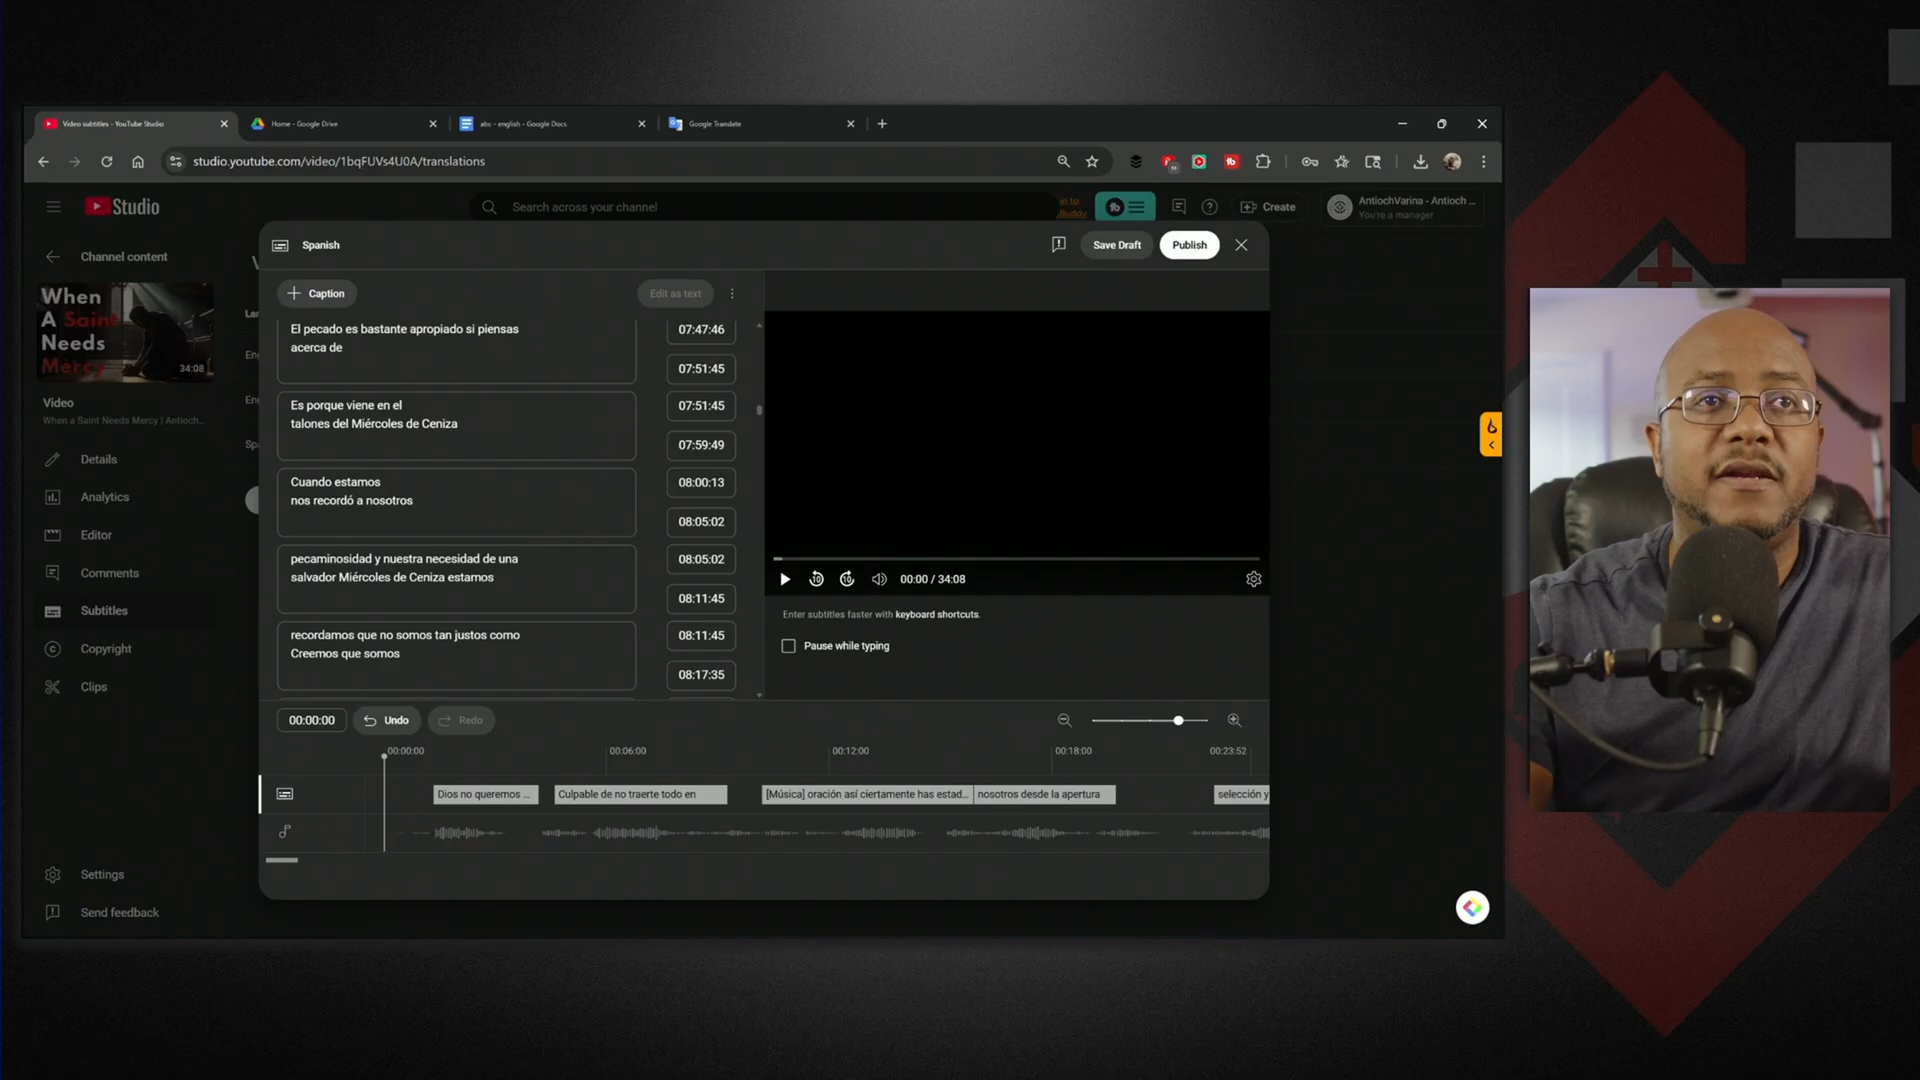 Video subtitles - YouTube Studio
Home - Google Drive
abc - english - Google Docs
Google Translate
studio.youtube.com/video/1bqFUVs4U0A/translations
Studio
Search across your channel
in to
Buddy
Create
AntiochVarina - Antioch ...
You're a manager
Channel content
When
A Saint
Needs
Mercy
34:08
Video
When a Saint Needs Mercy | Antioch...
Details
Analytics
Editor
Comments
Subtitles
Copyright
Clips
Settings
Send feedback
Spanish
Save Draft
Publish
Caption
Edit as text
El pecado es bastante apropiado si piensas
acerca de
07:47:46
07:51:45
Es porque viene en el
talones del Miércoles de Ceniza
07:51:45
07:59:49
Cuando estamos
nos recordó a nosotros
08:00:13
08:05:02
pecaminosidad y nuestra necesidad de una
salvador Miércoles de Ceniza estamos
08:05:02
08:11:45
recordamos que no somos tan justos como
Creemos que somos
08:11:45
08:17:35
00:00 / 34:08
Enter subtitles faster with keyboard shortcuts.
Pause while typing
00:00:00
Undo
Redo
00:00:00
00:06:00
00:12:00
00:18:00
00:23:52
Dios no queremos ...
Culpable de no traerte todo en
[Música] oración así ciertamente has estad...
nosotros desde la apertura
selección y